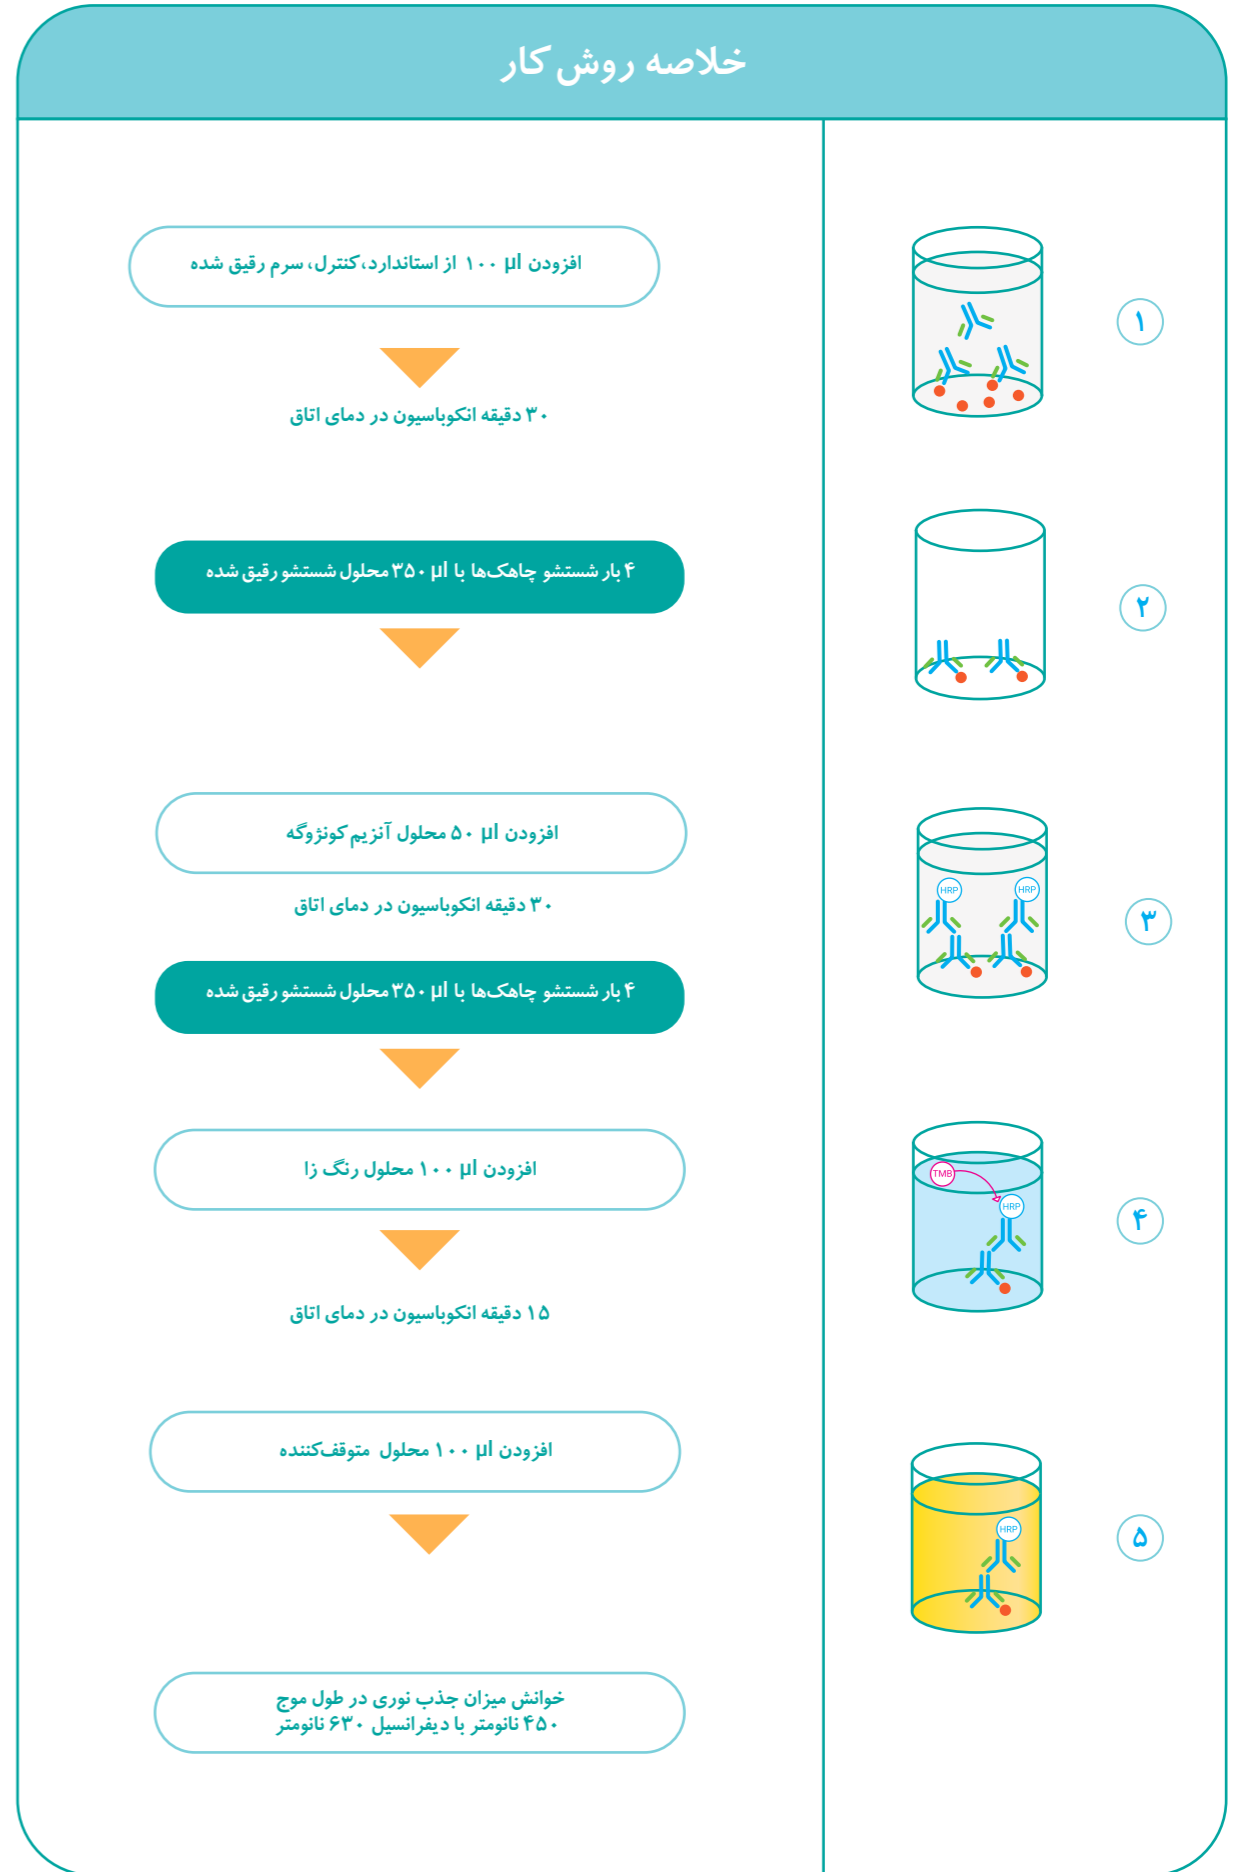 خلاصه روش کار
افزودن ۱۰۰ µl از استاندارد، کنترل، سرم رقیق شده
۳۰ دقیقه انکوباسیون در دمای اتاق
۱
۴ بار شستشو چاهک‌ها با ۳۵۰ µl محلول شستشو رقیق شده
۲
افزودن ۵۰ µl محلول آنزیم کونژوگه
۳۰ دقیقه انکوباسیون در دمای اتاق
۴ بار شستشو چاهک‌ها با ۳۵۰ µl محلول شستشو رقیق شده
HRP HRP
۳
افزودن ۱۰۰ µl محلول رنگ زا
۱۵ دقیقه انکوباسیون در دمای اتاق
TMB
HRP
۴
افزودن ۱۰۰ µl محلول متوقف‌کننده
HRP
۵
خوانش میزان جذب نوری در طول موج
۴۵۰ نانومتر با دیفرانسیل ۶۳۰ نانومتر